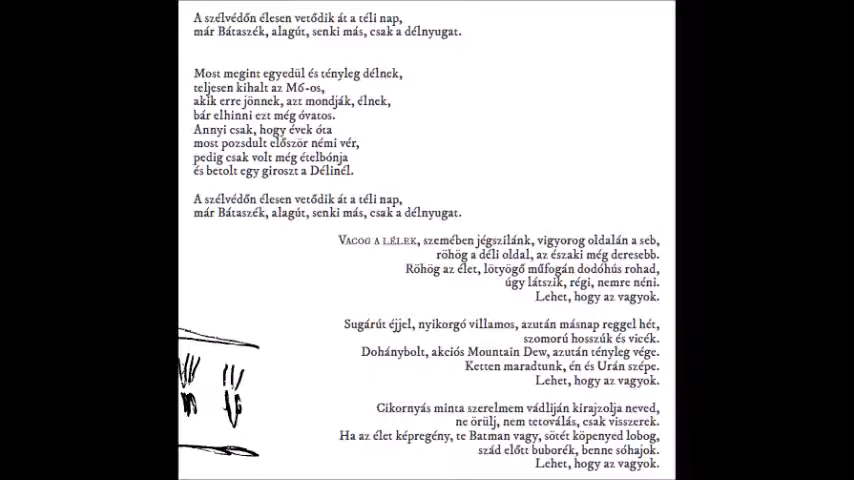 A szélvédőn élesen vetődik át a téli nap,
már Bátaszék, alagút, senki más, csak a délnyugat.
Most megint egyedül és tényleg délnek,
teljesen kihalt az M6-os,
akik erre jönnek, azt mondják, élnek,
bár elhinni ezt még óvatos.
Annyi csak, hogy évek óta
most pozsdult először némi vér,
pedig csak volt még ételbónja
és betolt egy giroszt a Délinél.
A szélvédőn élesen vetődik át a téli nap,
már Bátaszék, alagút, senki más, csak a délnyugat.
Vacog a lélek, szemében jégszilánk, vigyorog oldalán a seb,
röhög a déli oldal, az északi még deresebb.
Röhög az élet, lötyögő műfogán dodóhús rohad,
úgy látszik, régi, nemre néni.
Lehet, hogy az vagyok.
Sugárút éjjel, nyikorgó villamos, azután másnap reggel hét,
szomorú hosszúk és vicék.
Dohánybolt, akciós Mountain Dew, azután tényleg vége.
Ketten maradtunk, én és Urán szépe.
Lehet, hogy az vagyok.
Cikornyás minta szerelmem vádliján kirajzolja neved,
ne örülj, nem tetoválás, csak visszerek.
Ha az élet képregény, te Batman vagy, sötét köpenyed lobog,
szád előtt buborék, benne sóhajok.
Lehet, hogy az vagyok.